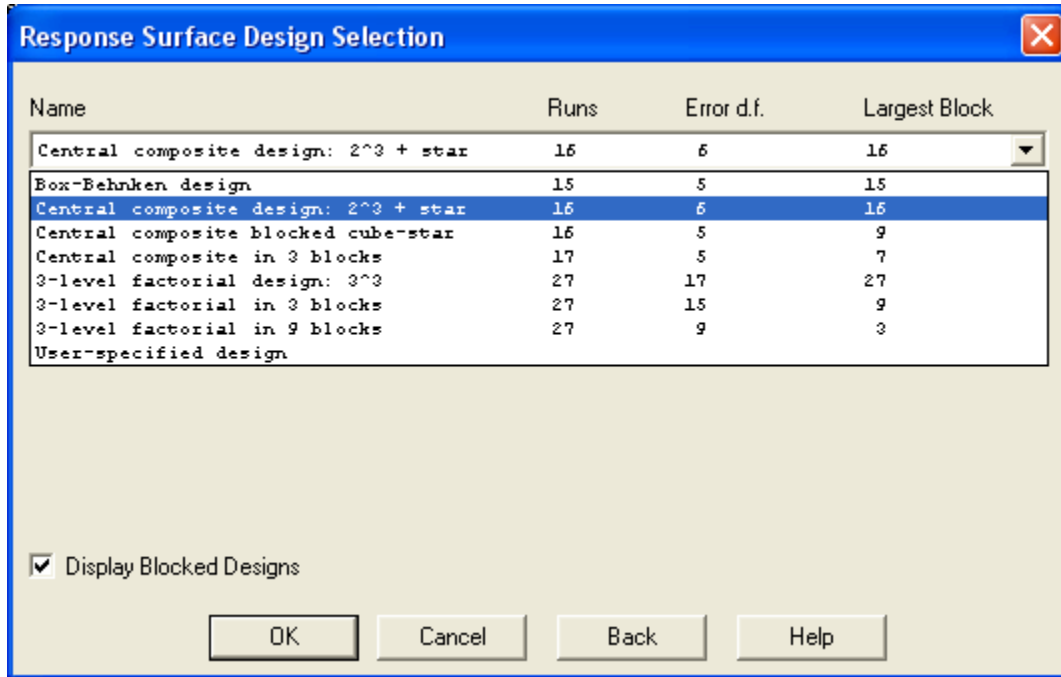 Response Surface Design Selection
Name Runs Error d.f. Largest Block
Central composite design: 2^3 + star 16 6 16
Box-Behnken design 15 5 15
Central composite design: 2^3 + star 16 6 16
Central composite blocked cube-star 16 5 9
Central composite in 3 blocks 17 5 7
3-level factorial design: 3^3 27 17 27
3-level factorial in 3 blocks 27 15 9
3-level factorial in 9 blocks 27 9 3
User-specified design
Display Blocked Designs
OK Cancel Back Help